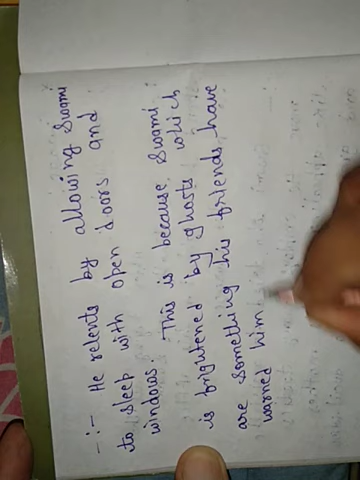 -:- He relents by allowing Swami
to sleep with open doors and
windows. This is because Swami
is frightened by ghosts which
are something his friends have
warned him